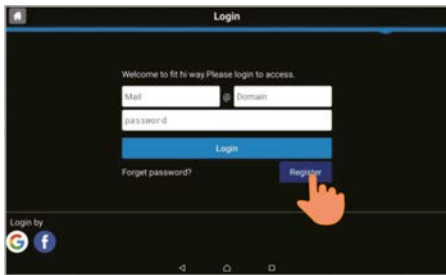 Login
Welcome to fit hi way.Please login to access.
Mail @ Domain
password
Login
Forget password? Register
Login by
G f